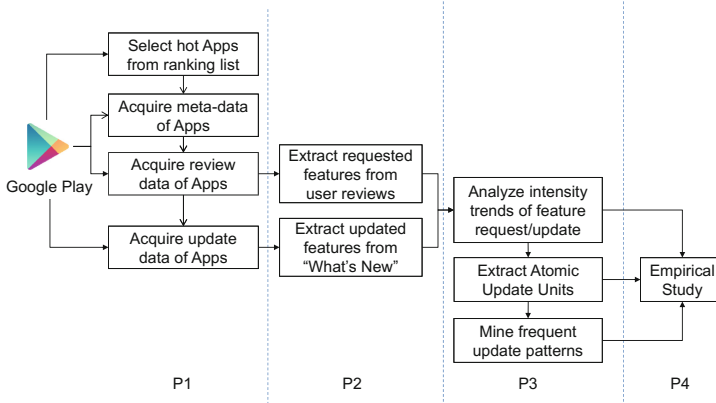 Select hot Apps
from ranking list
Acquire meta-data
of Apps
Google Play
Acquire review
data of Apps
Acquire update
data of Apps
Extract requested
features from
user reviews
Extract updated
features from
“What’s New”
Analyze intensity
trends of feature
request/update
Extract Atomic
Update Units
Mine frequent
update patterns
Empirical
Study
P1
P2
P3
P4